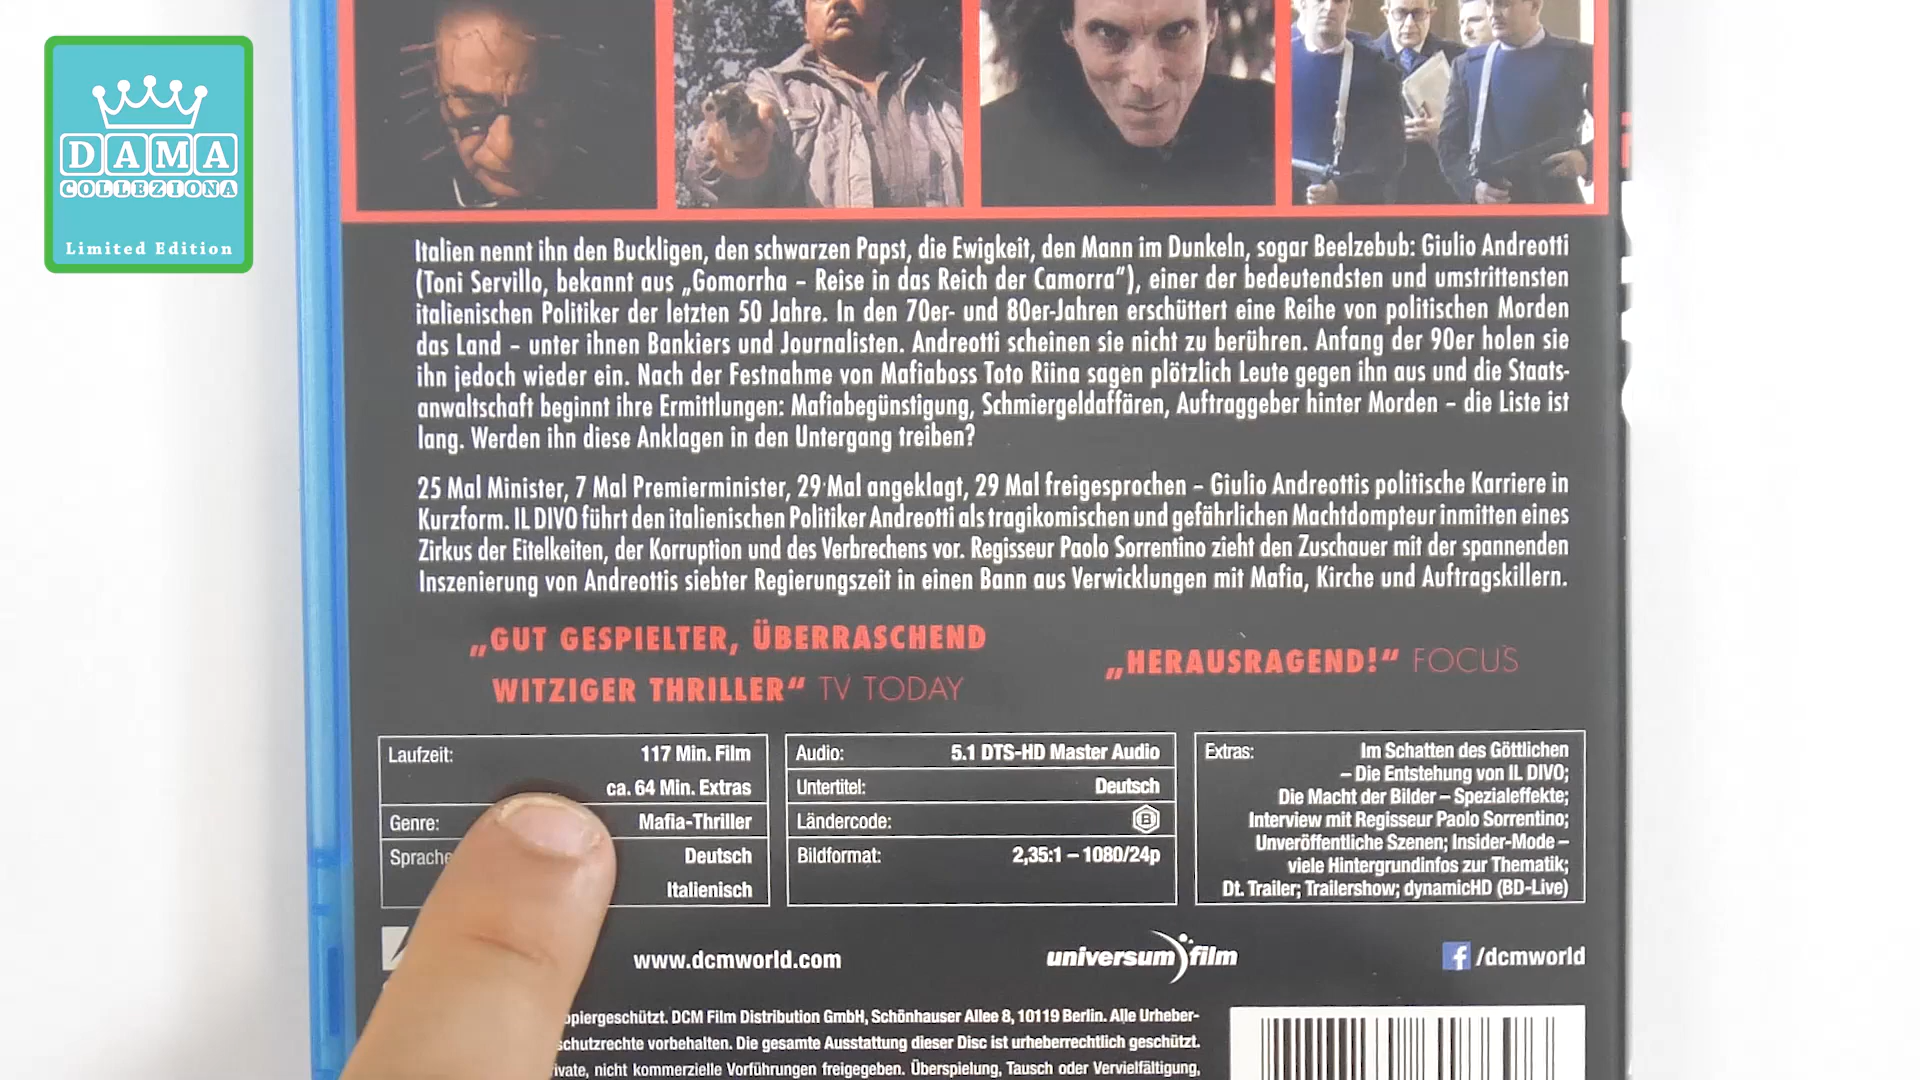 DAMA
COLLEZIONA
Limited Edition
Italien nennt ihn den Buckligen, den schwarzen Papst, die Ewigkeit, den Mann im Dunkeln, sogar Beelzebub: Giulio Andreotti
(Toni Servillo, bekannt aus „Gomorrha – Reise in das Reich der Camorra“), einer der bedeutendsten und umstrittensten
italienischen Politiker der letzten 50 Jahre. In den 70er- und 80er-Jahren erschüttert eine Reihe von politischen Morden
das Land – unter ihnen Bankiers und Journalisten. Andreotti scheinen sie nicht zu berühren. Anfang der 90er holen sie
ihn jedoch wieder ein. Nach der Festnahme von Mafiaboss Toto Riina sagen plötzlich Leute gegen ihn aus und die Staats-
anwaltschaft beginnt ihre Ermittlungen: Mafiabegünstigung, Schmiergeldaffären, Auftraggeber hinter Morden – die Liste ist
lang. Werden ihn diese Anklagen in den Untergang treiben?
25 Mal Minister, 7 Mal Premierminister, 29 Mal angeklagt, 29 Mal freigesprochen – Giulio Andreottis politische Karriere in
Kurzform. IL DIVO führt den italienischen Politiker Andreotti als tragikomischen und gefährlichen Machtdompteur inmitten eines
Zirkus der Eitelkeiten, der Korruption und des Verbrechens vor. Regisseur Paolo Sorrentino zieht den Zuschauer mit der spannenden
Inszenierung von Andreottis siebter Regierungszeit in einen Bann aus Verwicklungen mit Mafia, Kirche und Auftragskillern.
„GUT GESPIELTER, ÜBERRASCHEND
WITZIGER THRILLER“ TV TODAY
„HERAUSRAGEND!“ FOCUS
Laufzeit: 117 Min. Film
ca. 64 Min. Extras
Genre: Mafia-Thriller
Sprache Deutsch
Italienisch
Audio: 5.1 DTS-HD Master Audio
Untertitel: Deutsch
Ländercode: B
Bildformat: 2,35:1 – 1080/24p
Extras: Im Schatten des Göttlichen
– Die Entstehung von IL DIVO;
Die Macht der Bilder – Spezialeffekte;
Interview mit Regisseur Paolo Sorrentino;
Unveröffentliche Szenen; Insider-Mode –
viele Hintergrundinfos zur Thematik;
Dt. Trailer; Trailershow; dynamicHD (BD-Live)
www.dcmworld.com
universum film
f /dcmworld
opiergeschützt. DCM Film Distribution GmbH, Schönhauser Allee 8, 10119 Berlin. Alle Urheber-
schutzrechte vorbehalten. Die gesamte Ausstattung dieser Disc ist urheberrechtlich geschützt.
ivate, nicht kommerzielle Vorführungen freigegeben. Überspielung, Tausch oder Vervielfältigung,